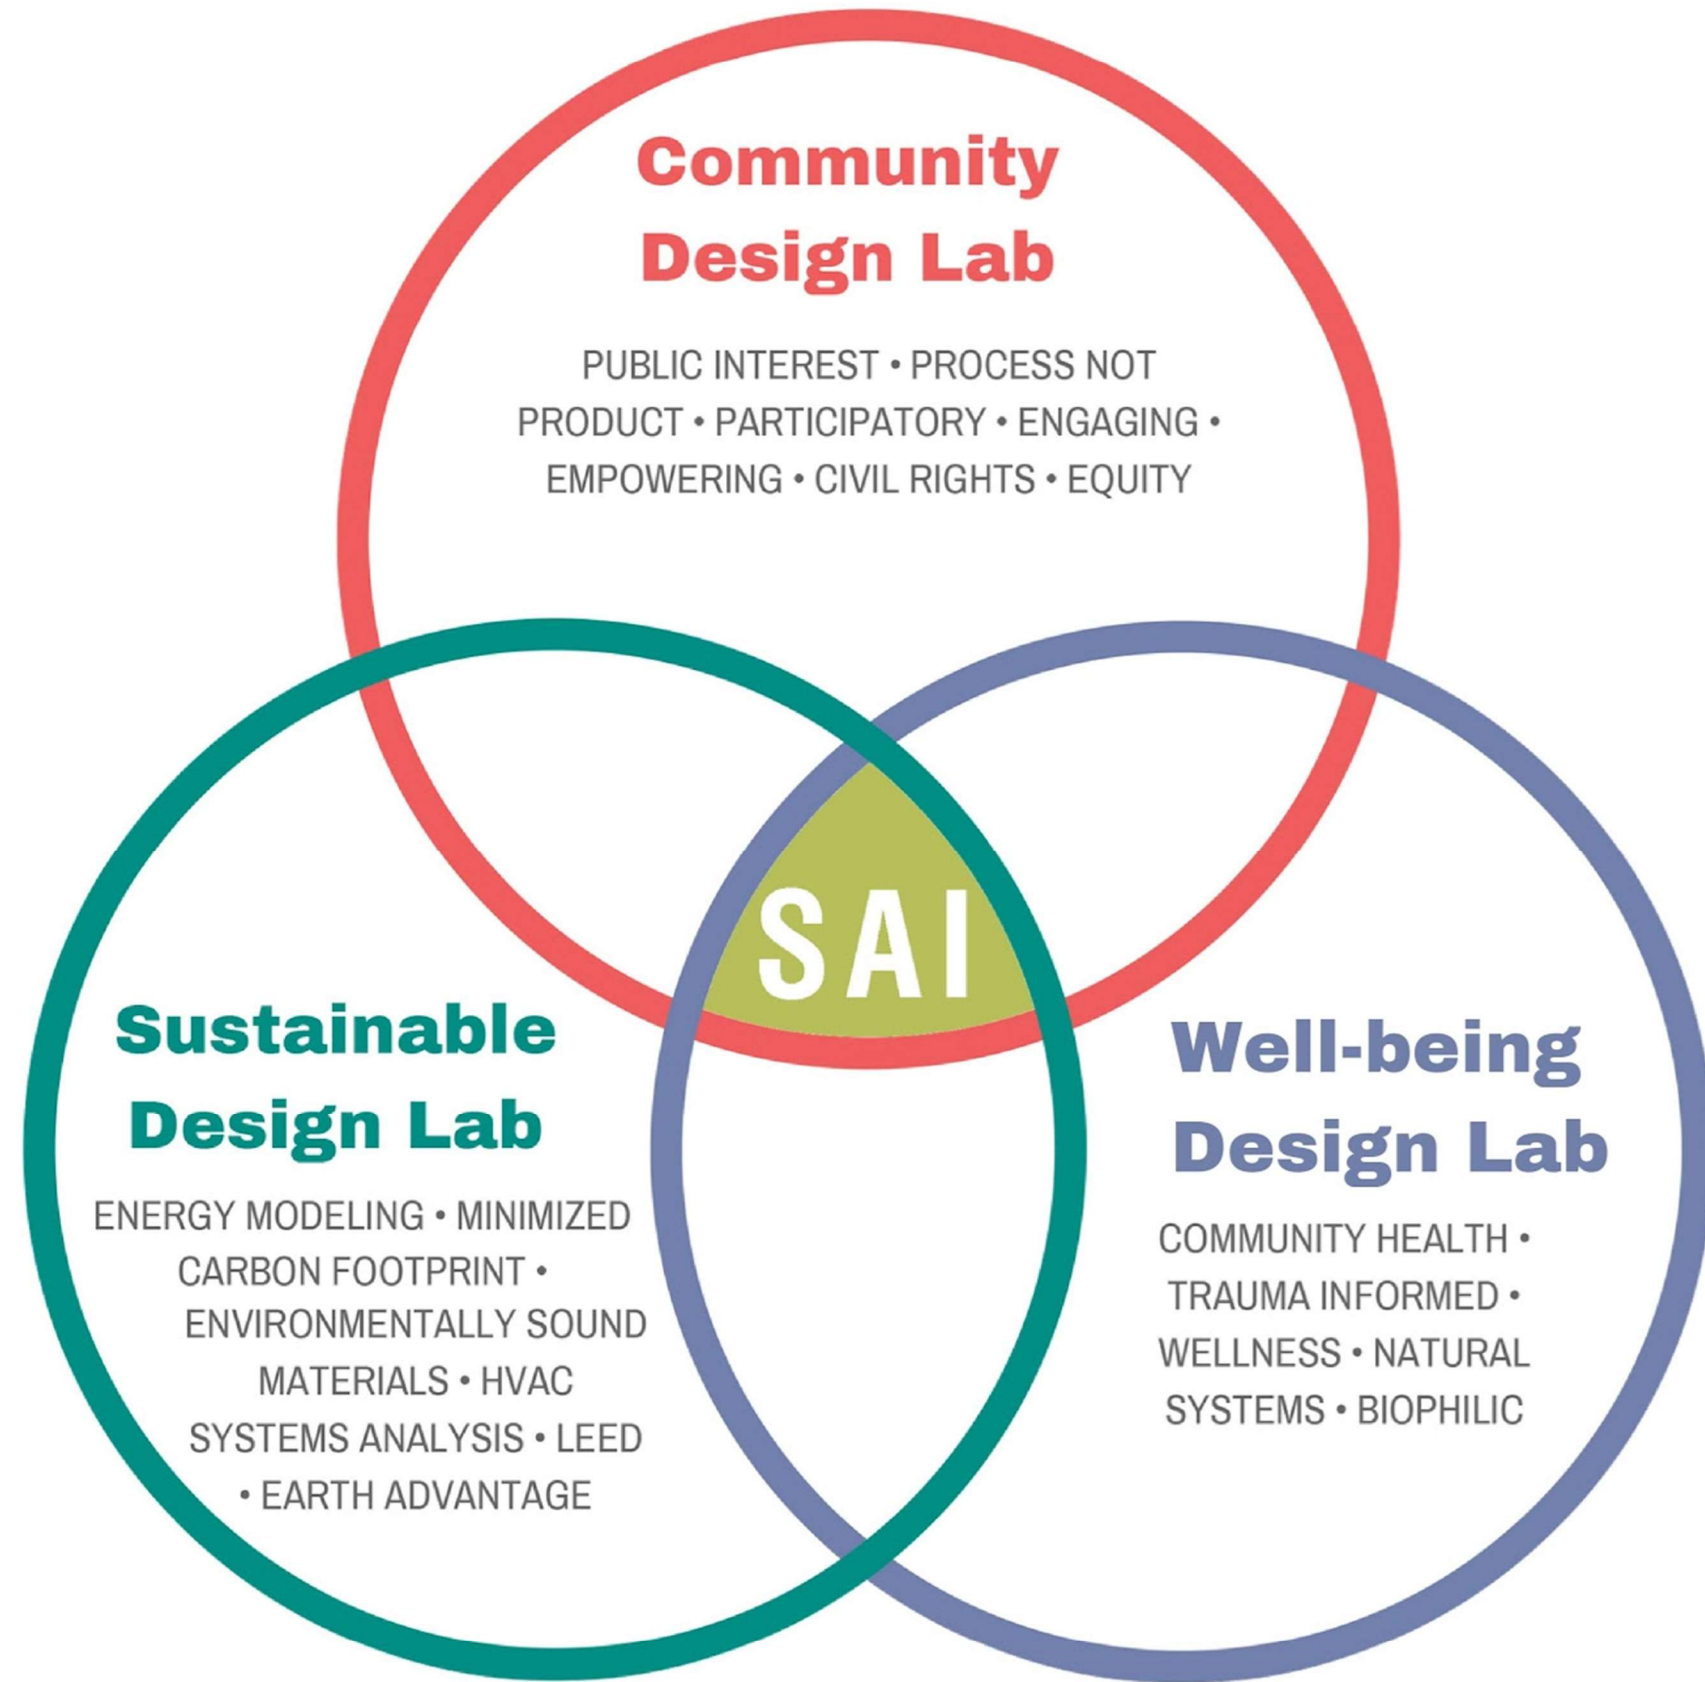 Community
Design Lab
PUBLIC INTEREST • PROCESS NOT
PRODUCT • PARTICIPATORY • ENGAGING •
EMPOWERING • CIVIL RIGHTS • EQUITY
SAI
Sustainable
Design Lab
ENERGY MODELING • MINIMIZED
CARBON FOOTPRINT •
ENVIRONMENTALLY SOUND
MATERIALS • HVAC
SYSTEMS ANALYSIS • LEED
• EARTH ADVANTAGE
Well-being
Design Lab
COMMUNITY HEALTH •
TRAUMA INFORMED •
WELLNESS • NATURAL
SYSTEMS • BIOPHILIC